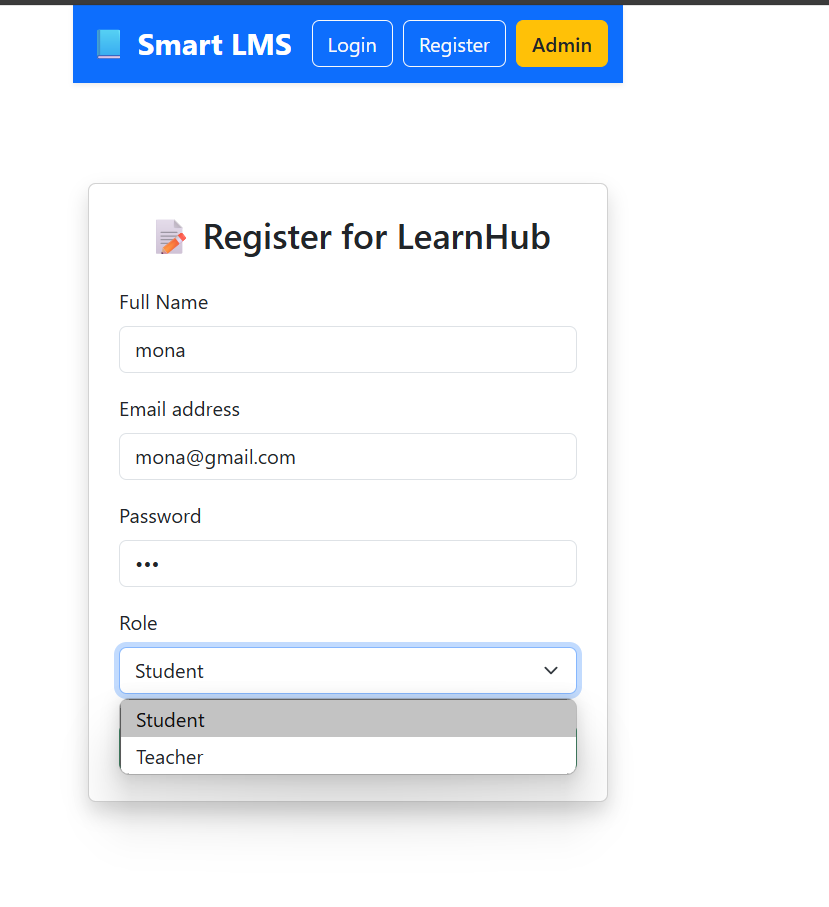 Smart LMS Login Register Admin
Register for LearnHub
Full Name
mona
Email address
mona@gmail.com
Password
•••
Role
Student
Student
Teacher